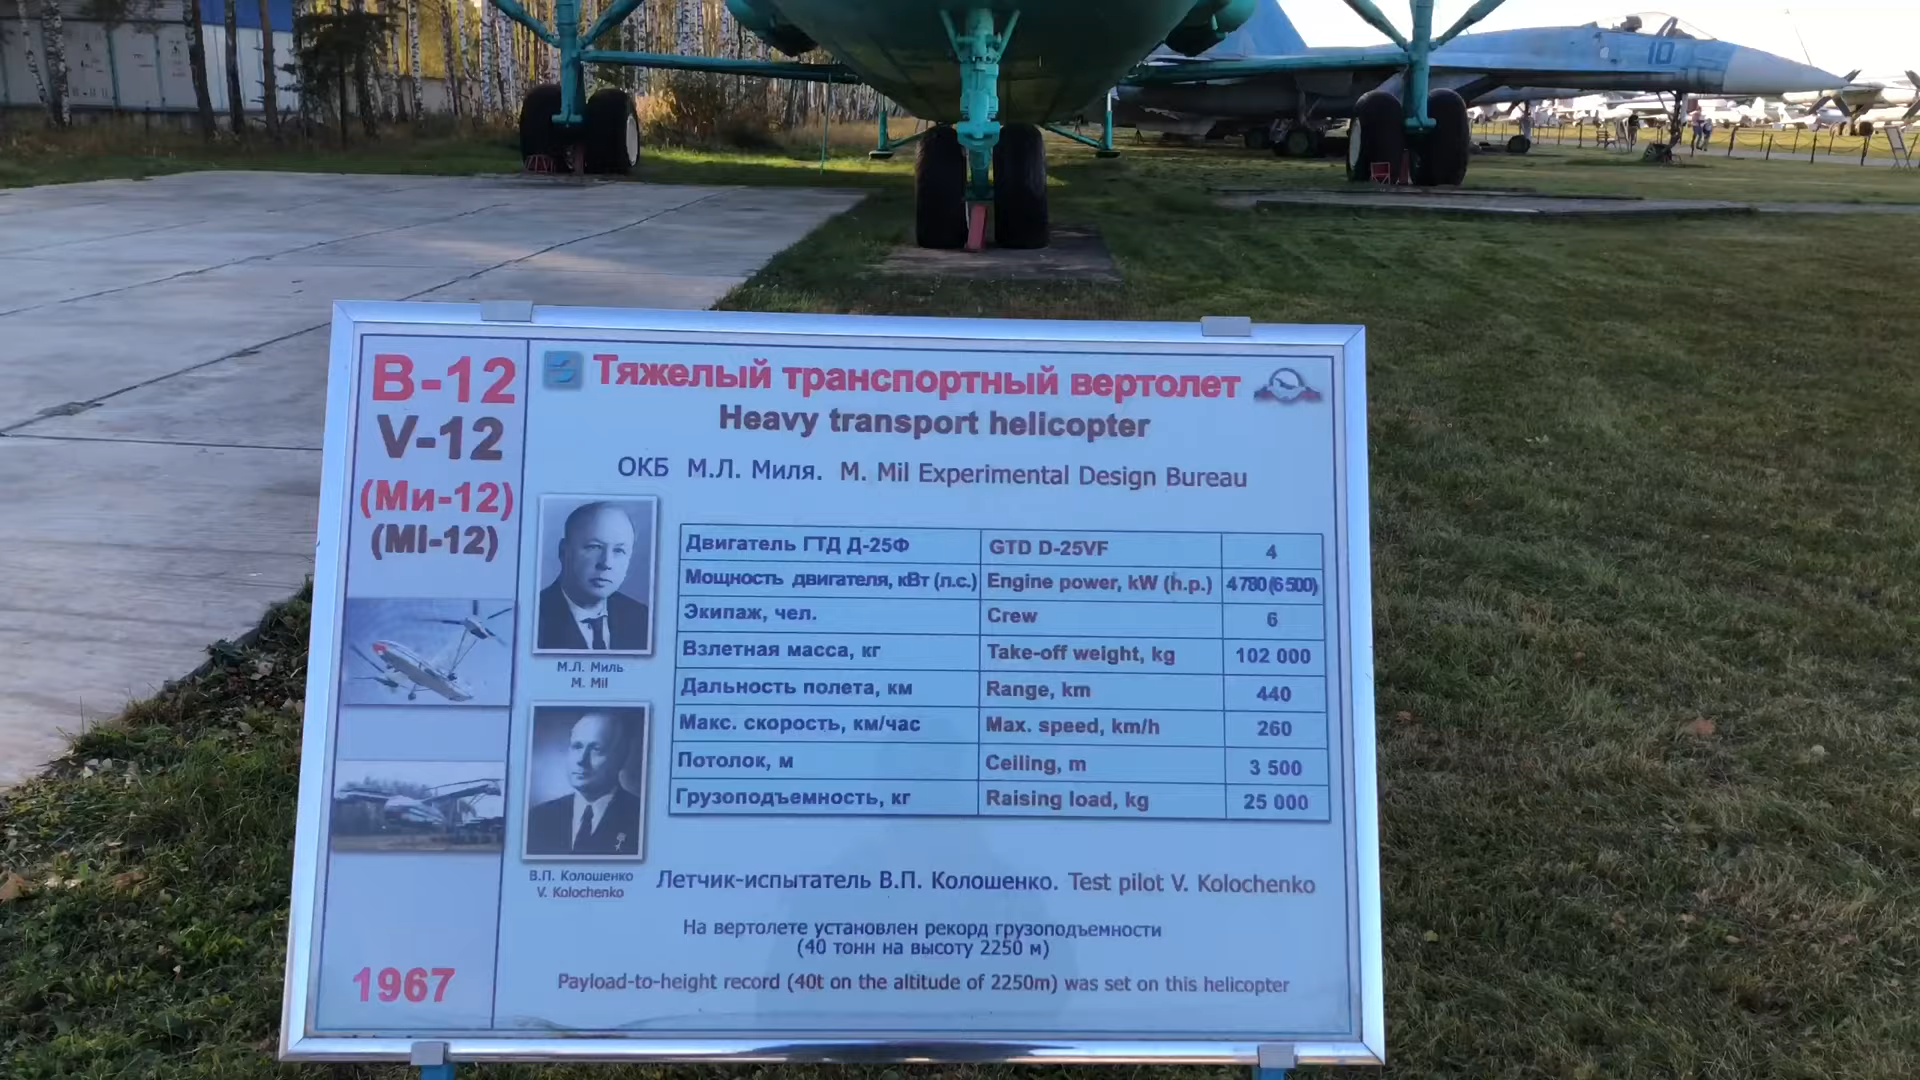 10
В-12
V-12
(Ми-12)
(MI-12)
1967
Тяжелый транспортный вертолет
Heavy transport helicopter
ОКБ М.Л. Миля. M. Mil Experimental Design Bureau
М.Л. Миль
M. Mil
В.П. Колошенко
V. Kolochenko
Двигатель ГТД Д-25Ф GTD D-25VF 4
Мощность двигателя, кВт (л.с.) Engine power, kW (h.p.) 4 780 (6 500)
Экипаж, чел. Crew 6
Взлетная масса, кг Take-off weight, kg 102 000
Дальность полета, км Range, km 440
Макс. скорость, км/час Max. speed, km/h 260
Потолок, м Ceiling, m 3 500
Грузоподъемность, кг Raising load, kg 25 000
Летчик-испытатель В.П. Колошенко. Test pilot V. Kolochenko
На вертолете установлен рекорд грузоподъемности
(40 тонн на высоту 2250 м)
Payload-to-height record (40t on the altitude of 2250m) was set on this helicopter